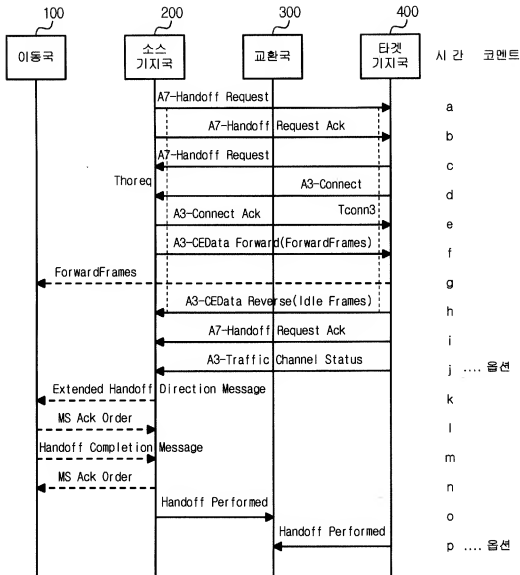 100 200 300 400
이동국 소스 기지국 교환국 타겟 기지국 시 간 코멘트
A7-Handoff Request a
A7-Handoff Request Ack b
A7-Handoff Request c
Thoreq A3-Connect d
A3-Connect Ack Tconn3 e
A3-CEData Forward(ForwardFrames) f
ForwardFrames g
A3-CEData Reverse(Idle Frames) h
A7-Handoff Request Ack i
A3-Traffic Channel Status j .... 옵션
Extended Handoff Direction Message k
MS Ack Order l
Handoff Completion Message m
MS Ack Order n
Handoff Performed o
Handoff Performed p .... 옵션